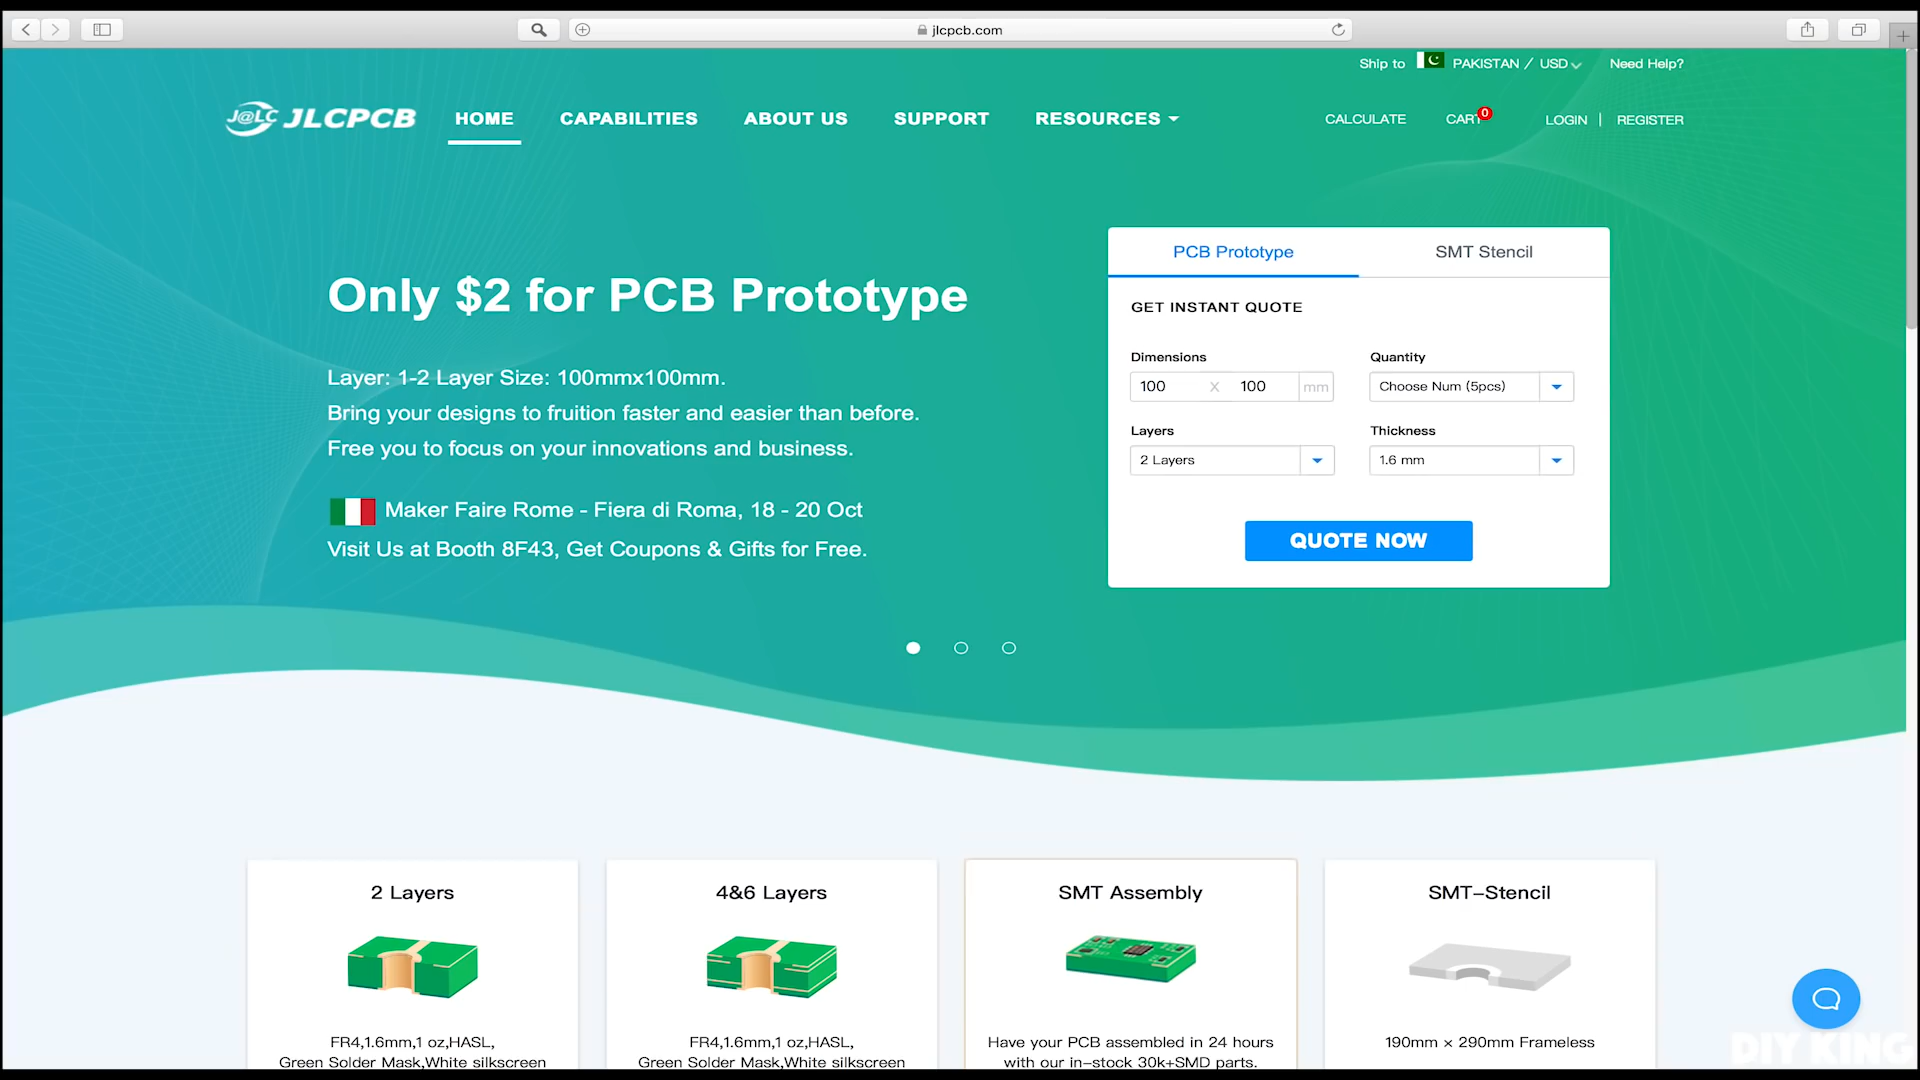 jlcpcb.com
Ship to PAKISTAN / USD Need Help?
J@LC JLCPCB HOME CAPABILITIES ABOUT US SUPPORT RESOURCES CALCULATE CART 0 LOGIN | REGISTER
PCB Prototype SMT Stencil
Only $2 for PCB Prototype
GET INSTANT QUOTE
Layer: 1-2 Layer Size: 100mmx100mm.
Bring your designs to fruition faster and easier than before.
Free you to focus on your innovations and business.
Dimensions Quantity
100 X 100 mm Choose Num (5pcs)
Layers Thickness
2 Layers 1.6 mm
Maker Faire Rome - Fiera di Roma, 18 - 20 Oct
Visit Us at Booth 8F43, Get Coupons & Gifts for Free.
QUOTE NOW
2 Layers
FR4,1.6mm,1 oz,HASL,
Green Solder Mask,White silkscreen
4&6 Layers
FR4,1.6mm,1 oz,HASL,
Green Solder Mask,White silkscreen
SMT Assembly
Have your PCB assembled in 24 hours
with our in-stock 30k+SMD parts.
SMT-Stencil
190mm × 290mm Frameless
DIY KING